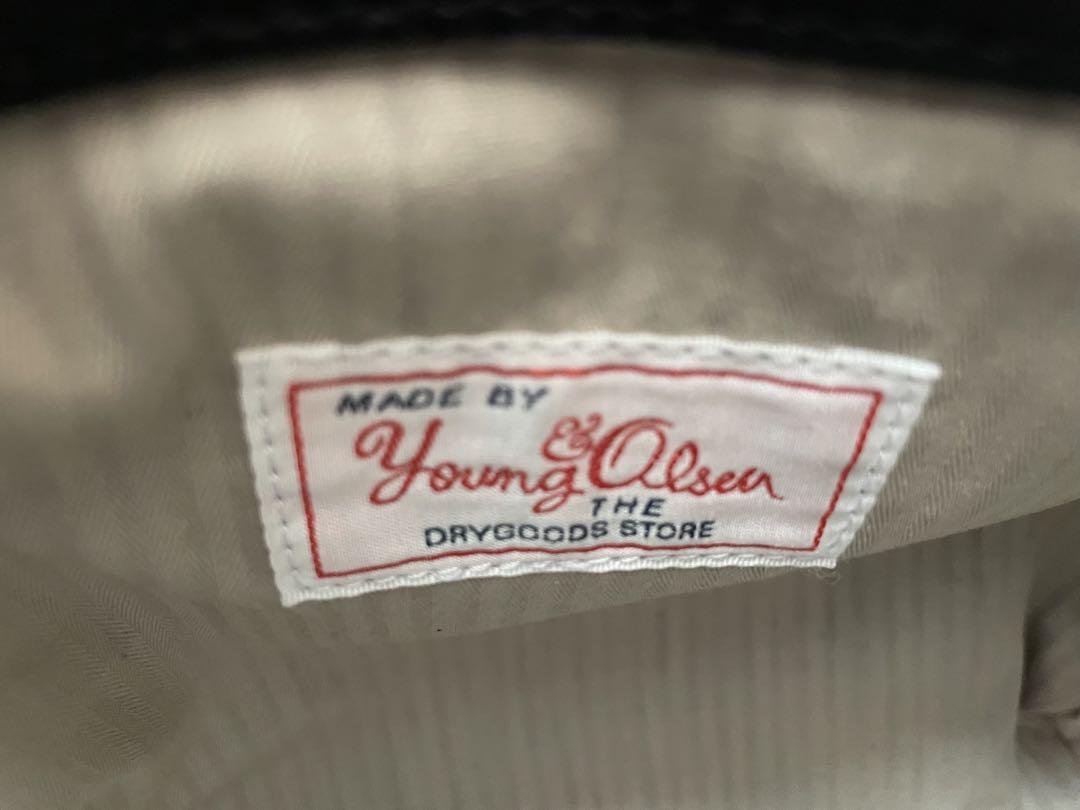 MADE BY
Young & Olsen
THE
DRYGOODS STORE